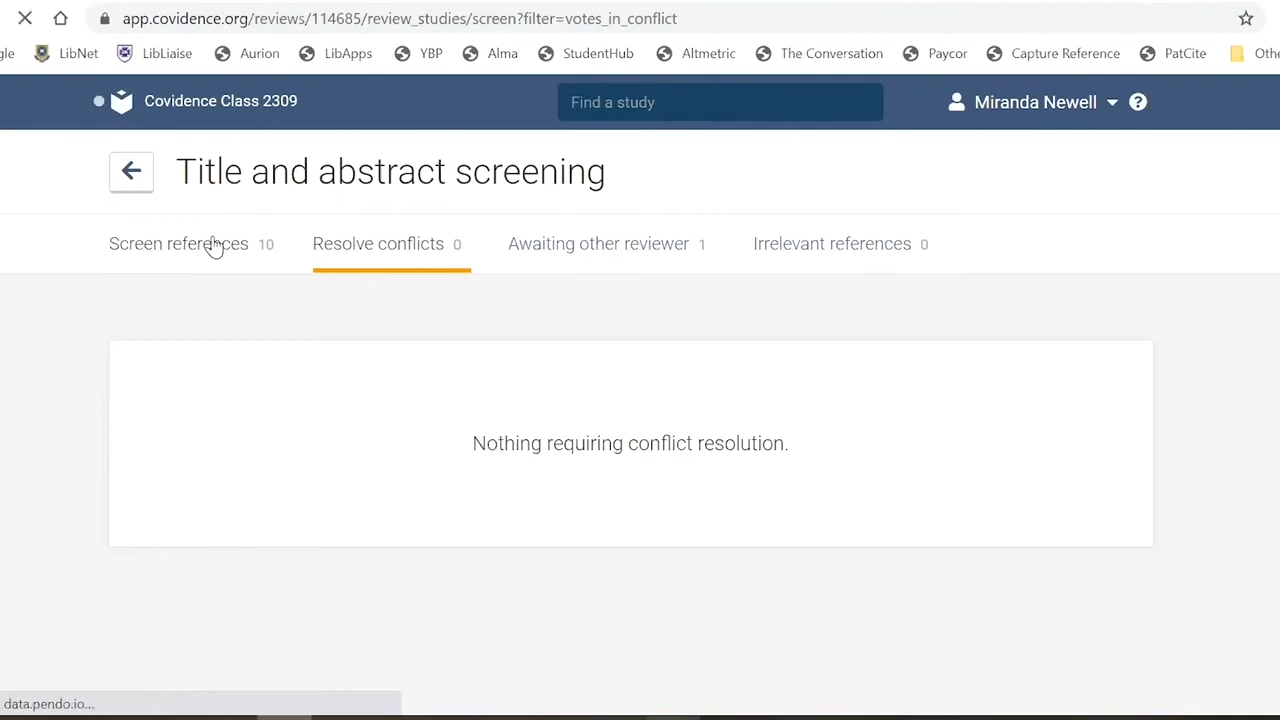 app.covidence.org/reviews/114685/review_studies/screen?filter=votes_in_conflict
gle LibNet LibLiaise Aurion LibApps YBP Alma StudentHub Altmetric The Conversation Paycor Capture Reference PatCite Othe
Covidence Class 2309 Find a study Miranda Newell ?
Title and abstract screening
Screen references 10 Resolve conflicts 0 Awaiting other reviewer 1 Irrelevant references 0
Nothing requiring conflict resolution.
data.pendo.io...